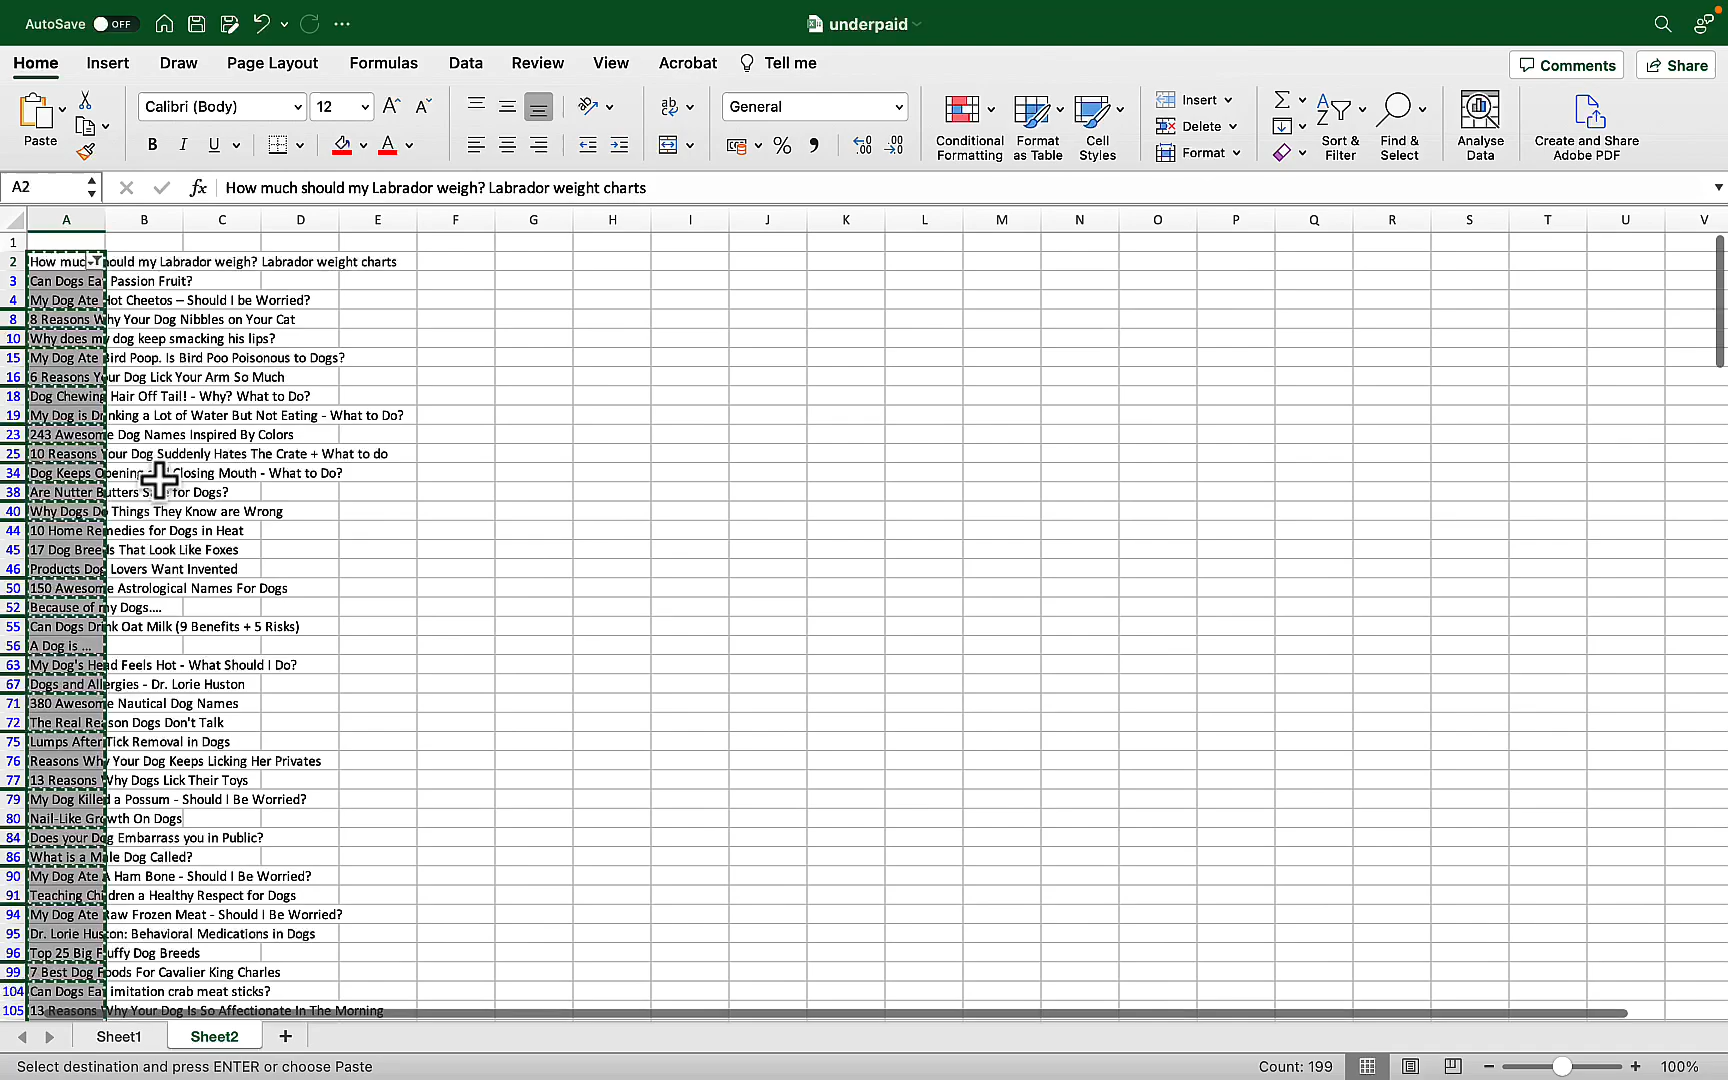 AutoSave OFF underpaid
Home Insert Draw Page Layout Formulas Data Review View Acrobat Tell me Comments Share
Paste
Calibri (Body) 12
B I U A
ab
General
% ,
Conditional Formatting
Format as Table
Cell Styles
Insert
Delete
Format
Sort & Filter
Find & Select
Analyse Data
Create and Share Adobe PDF
A2 fx How much should my Labrador weigh? Labrador weight charts
A B C D E F G H I J K L M N O P Q R S T U V
1
2 How muc ould my Labrador weigh? Labrador weight charts
3 Can Dogs Eat Passion Fruit?
4 My Dog Ate Hot Cheetos – Should I be Worried?
8 8 Reasons Why Your Dog Nibbles on Your Cat
10 Why does my dog keep smacking his lips?
15 My Dog Ate Bird Poop. Is Bird Poo Poisonous to Dogs?
16 6 Reasons Your Dog Lick Your Arm So Much
18 Dog Chewing Hair Off Tail! - Why? What to Do?
19 My Dog is Drinking a Lot of Water But Not Eating - What to Do?
23 243 Awesome Dog Names Inspired By Colors
25 10 Reasons Your Dog Suddenly Hates The Crate + What to do
34 Dog Keeps Opening Closing Mouth - What to Do?
38 Are Nutter Butters for Dogs?
40 Why Dogs Do Things They Know are Wrong
44 10 Home Remedies for Dogs in Heat
45 17 Dog Breeds That Look Like Foxes
46 Products Dog Lovers Want Invented
50 150 Awesome Astrological Names For Dogs
52 Because of my Dogs....
55 Can Dogs Drink Oat Milk (9 Benefits + 5 Risks)
56 A Dog is ...
63 My Dog's Head Feels Hot - What Should I Do?
67 Dogs and Allergies - Dr. Lorie Huston
71 380 Awesome Nautical Dog Names
72 The Real Reason Dogs Don't Talk
75 Lumps After Tick Removal in Dogs
76 Reasons Why Your Dog Keeps Licking Her Privates
77 13 Reasons Why Dogs Lick Their Toys
79 My Dog Killed a Possum - Should I Be Worried?
80 Nail-Like Growth On Dogs
84 Does your Dog Embarrass you in Public?
86 What is a Male Dog Called?
90 My Dog Ate A Ham Bone - Should I Be Worried?
91 Teaching Children a Healthy Respect for Dogs
94 My Dog Ate Raw Frozen Meat - Should I Be Worried?
95 Dr. Lorie Huston: Behavioral Medications in Dogs
96 Top 25 Big Fluffy Dog Breeds
99 7 Best Dog Foods For Cavalier King Charles
104 Can Dogs Eat imitation crab meat sticks?
105 13 Reasons Why Your Dog Is So Affectionate In The Morning
Sheet1 Sheet2 +
Select destination and press ENTER or choose Paste Count: 199 100%